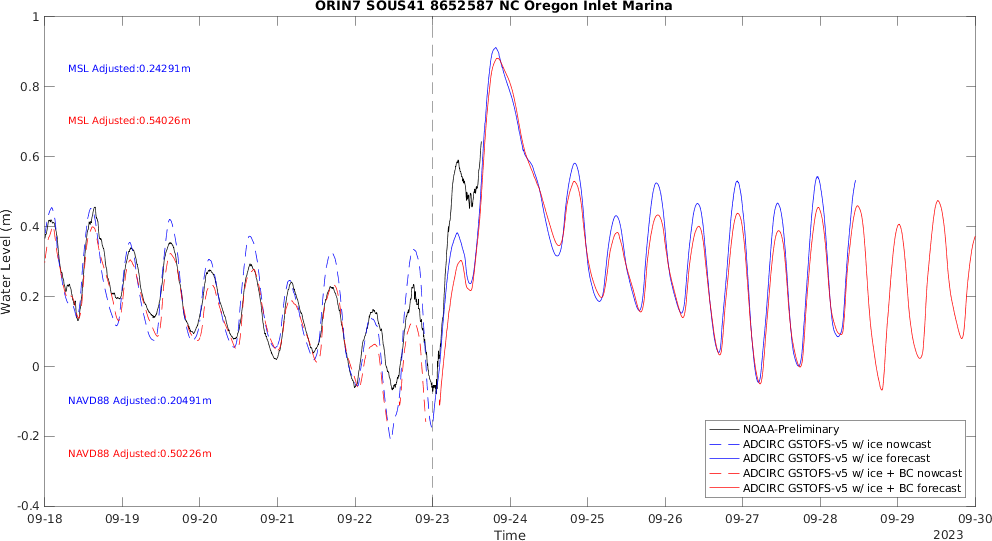 ORIN7 SOUS41 8652587 NC Oregon Inlet Marina
1
0.8
0.6
0.4
0.2
0
-0.2
-0.4
Water Level (m)
MSL Adjusted:0.24291m
MSL Adjusted:0.54026m
NAVD88 Adjusted:0.20491m
NAVD88 Adjusted:0.50226m
NOAA-Preliminary
ADCIRC GSTOFS-v5 w/ ice nowcast
ADCIRC GSTOFS-v5 w/ ice forecast
ADCIRC GSTOFS-v5 w/ ice + BC nowcast
ADCIRC GSTOFS-v5 w/ ice + BC forecast
09-18 09-19 09-20 09-21 09-22 09-23 09-24 09-25 09-26 09-27 09-28 09-29 09-30
Time
2023